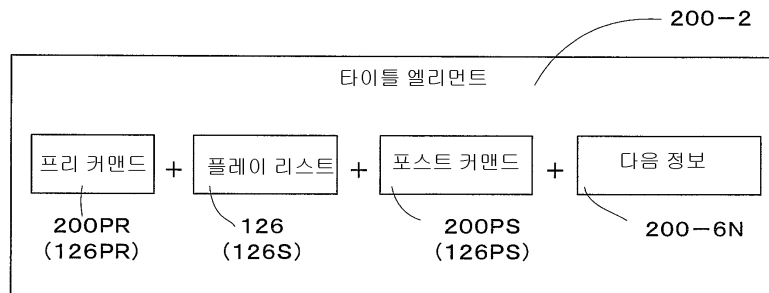 200-2
타이틀 엘리먼트
프리 커맨드 + 플레이 리스트 + 포스트 커맨드 + 다음 정보
200PR 126 200PS 200-6N
(126PR) (126S) (126PS)